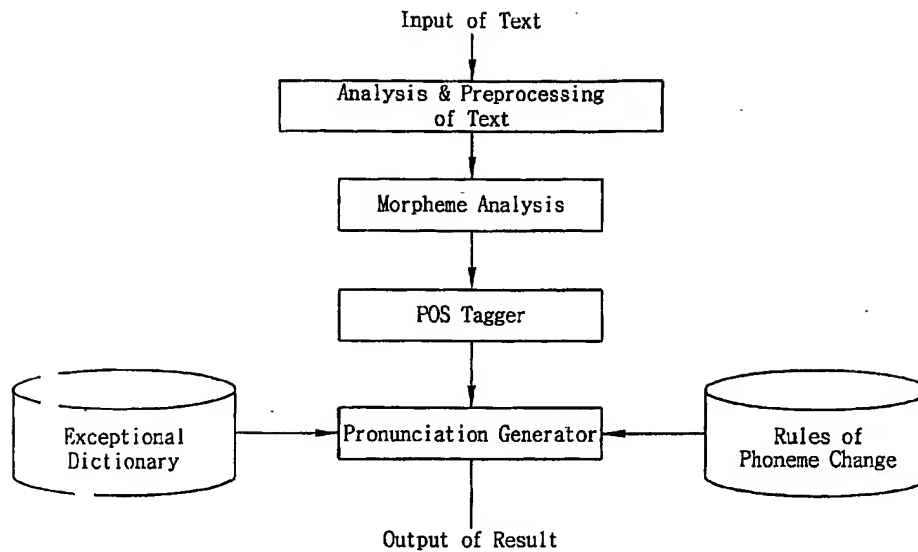 Input of Text
Analysis & Preprocessing
of Text
Morpheme Analysis
POS Tagger
Exceptional
Dictionary
Pronunciation Generator
Rules of
Phoneme Change
Output of Result